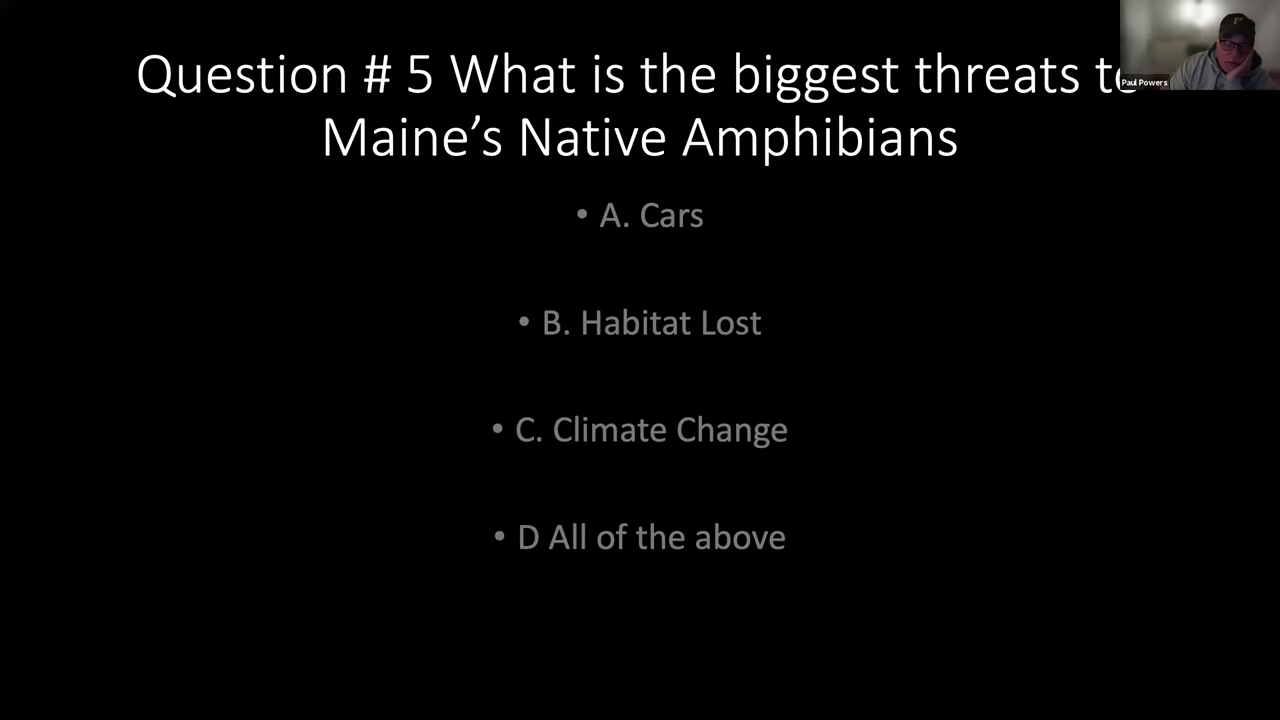 Question # 5 What is the biggest threats to
Maine's Native Amphibians
Paul Powers
• A. Cars
• B. Habitat Lost
• C. Climate Change
• D All of the above